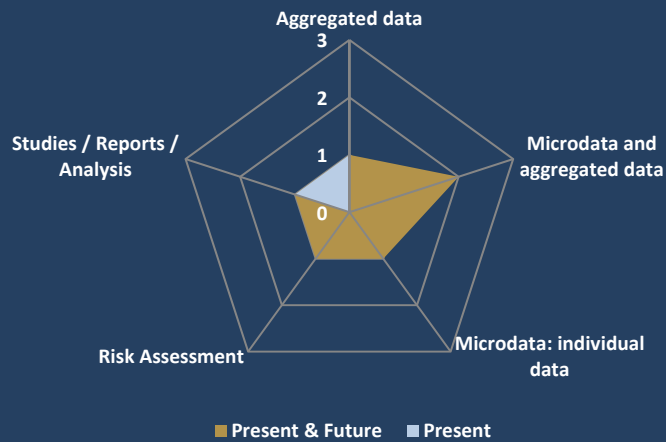 Aggregated data
3
2
1
0
Studies / Reports /
Analysis
Microdata and
aggregated data
Risk Assessment
Microdata: individual
data
Present & Future
Present